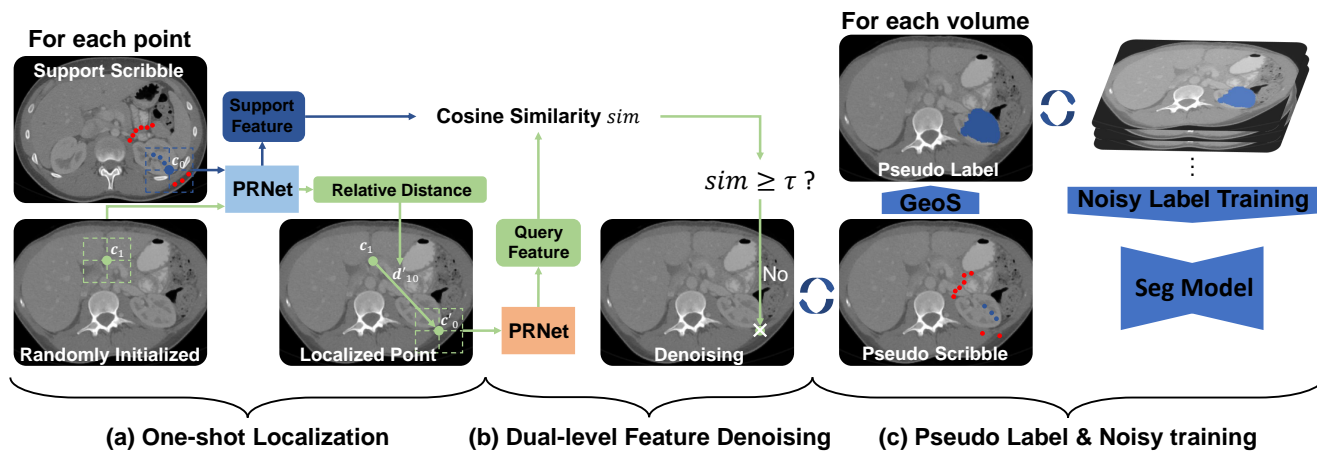 For each point
Support Scribble
c₀
Support
Feature
PRNet
Relative Distance
c₁
Randomly Initialized
c₁
d'₁₀
c'₀
Localized Point
Cosine Similarity sim
Query
Feature
PRNet
sim ≥ τ ?
No
Denoising
For each volume
Pseudo Label
GeoS
Pseudo Scribble
⋮
Noisy Label Training
Seg Model
(a) One-shot Localization
(b) Dual-level Feature Denoising
(c) Pseudo Label & Noisy training